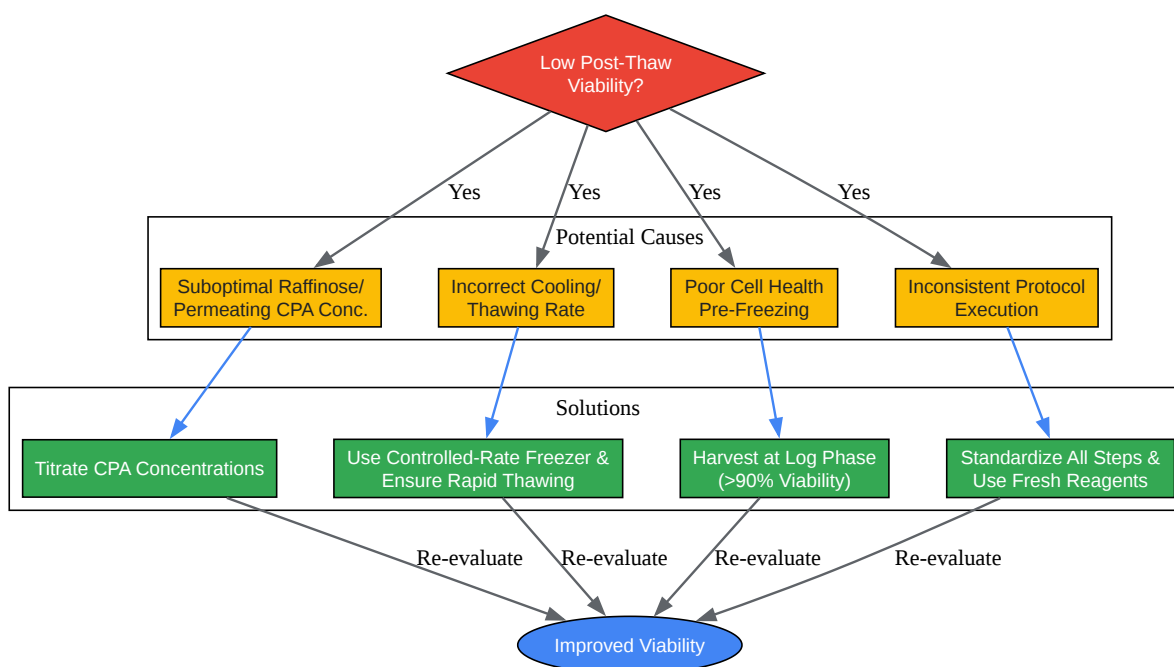 Low Post-Thaw
Viability?
Yes
Yes
Yes
Yes
Potential Causes
Suboptimal Raffinose/
Permeating CPA Conc.
Incorrect Cooling/
Thawing Rate
Poor Cell Health
Pre-Freezing
Inconsistent Protocol
Execution
Solutions
Titrate CPA Concentrations
Use Controlled-Rate Freezer &
Ensure Rapid Thawing
Harvest at Log Phase
(>90% Viability)
Standardize All Steps &
Use Fresh Reagents
Re-evaluate
Re-evaluate
Re-evaluate
Re-evaluate
Improved Viability